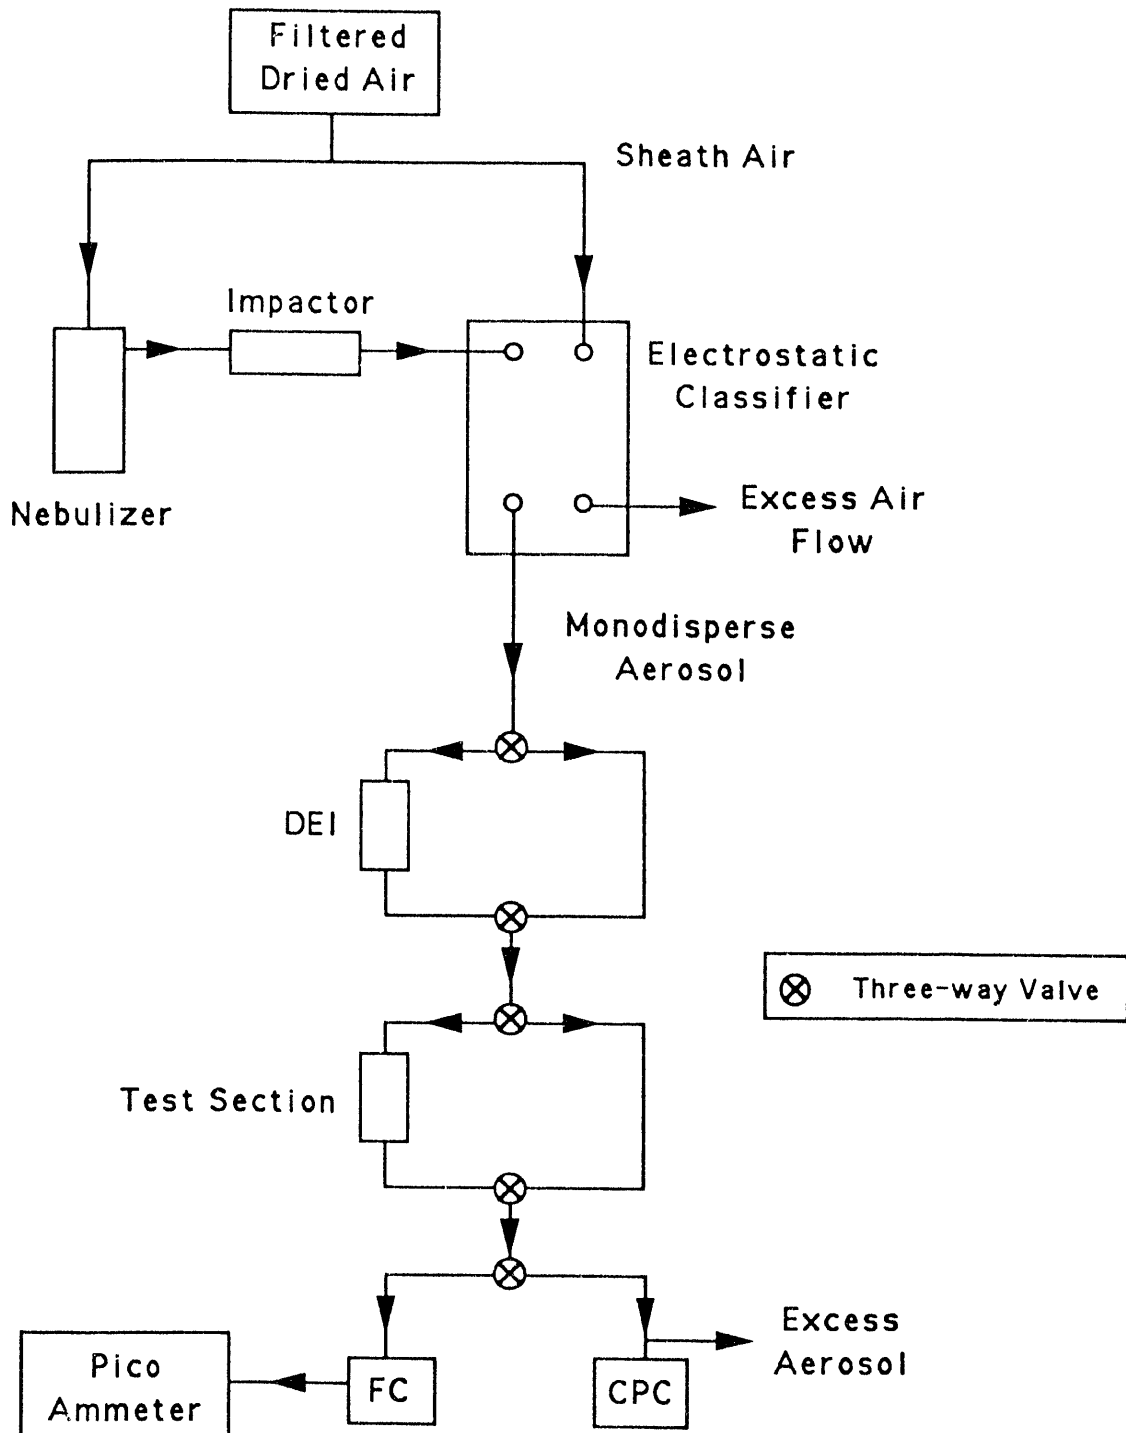 Filtered
Dried Air
Sheath Air
Impactor
Electrostatic
Classifier
Nebulizer
Excess Air
Flow
Monodisperse
Aerosol
DEI
Three-way Valve
Test Section
Excess
Aerosol
Pico
Ammeter
FC
CPC